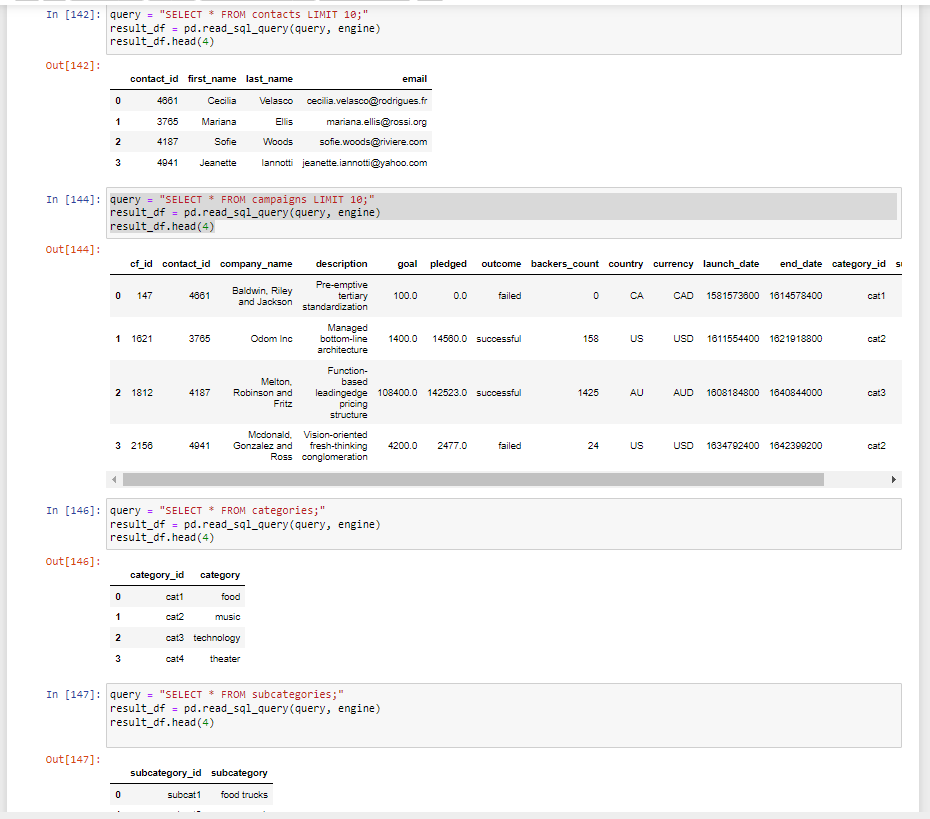 In [142]: query = "SELECT * FROM contacts LIMIT 10;"
result_df = pd.read_sql_query(query, engine)
result_df.head(4)
Out[142]:
contact_id first_name last_name email
0 4661 Cecilia Velasco cecilia.velasco@rodrigues.fr
1 3765 Mariana Ellis mariana.ellis@rossi.org
2 4187 Sofie Woods sofie.woods@riviere.com
3 4941 Jeanette Iannotti jeanette.iannotti@yahoo.com
In [144]: query = "SELECT * FROM campaigns LIMIT 10;"
result_df = pd.read_sql_query(query, engine)
result_df.head(4)
Out[144]:
cf_id contact_id company_name description goal pledged outcome backers_count country currency launch_date end_date category_id
0 147 4661 Baldwin, Riley and Jackson Pre-emptive tertiary standardization 100.0 0.0 failed 0 CA CAD 1581573600 1614578400 cat1
1 1621 3765 Odom Inc Managed bottom-line architecture 1400.0 14560.0 successful 158 US USD 1611554400 1621918800 cat2
2 1812 4187 Melton, Robinson and Fritz Function-based leadingedge pricing structure 108400.0 142523.0 successful 1425 AU AUD 1608184800 1640844000 cat3
3 2156 4941 Mcdonald, Gonzalez and Ross Vision-oriented fresh-thinking conglomeration 4200.0 2477.0 failed 24 US USD 1634792400 1642399200 cat2
In [146]: query = "SELECT * FROM categories;"
result_df = pd.read_sql_query(query, engine)
result_df.head(4)
Out[146]:
category_id category
0 cat1 food
1 cat2 music
2 cat3 technology
3 cat4 theater
In [147]: query = "SELECT * FROM subcategories;"
result_df = pd.read_sql_query(query, engine)
result_df.head(4)
Out[147]:
subcategory_id subcategory
0 subcat1 food trucks